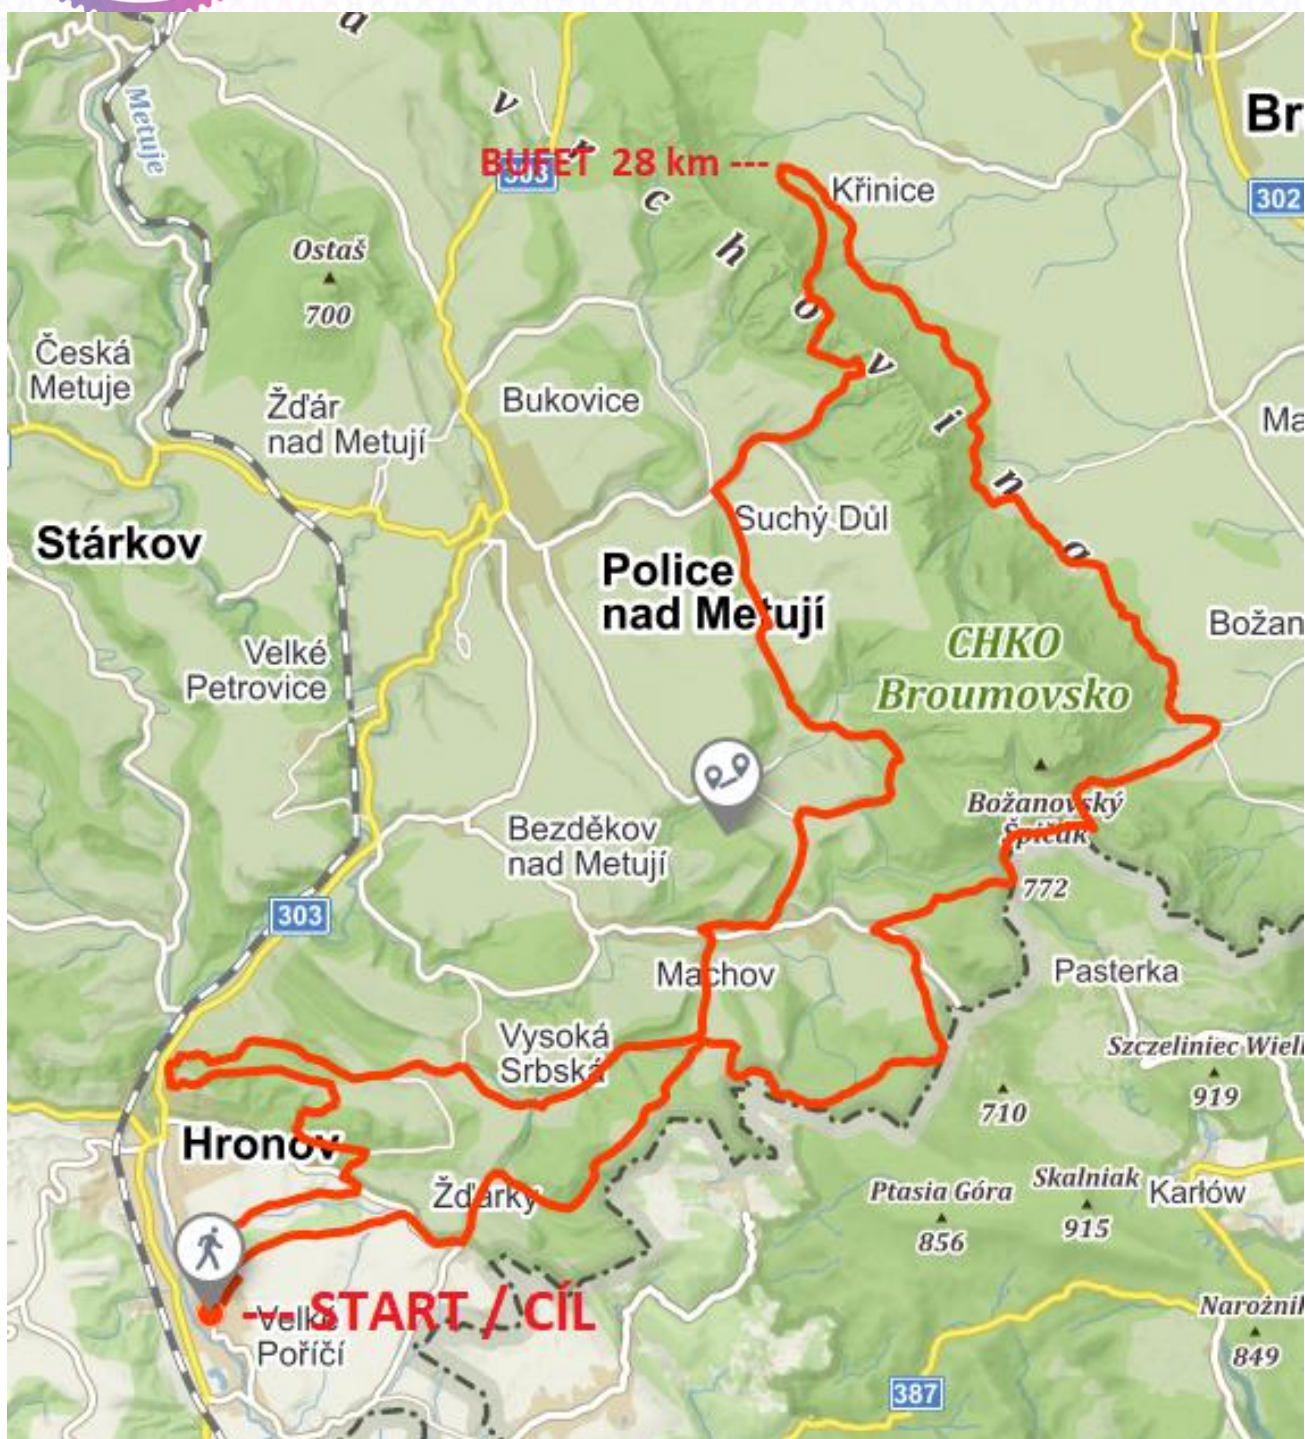 a
v
r
c
h
o
v
i
n
a
Metuje
Br
BUFET 28 km ---
303
Křinice
302
Ostaš
700
Česká
Metuje
Žďár
nad Metují
Bukovice
Ma
Stárkov
Suchý Důl
Police
nad Metují
Velké
Petrovice
CHKO
Broumovsko
Božan
Božanovský
Špičák
772
Bezděkov
nad Metují
303
Machov
Pasterka
Vysoká
Srbská
Szczeliniec Wiel
919
710
Hronov
Žďárky
Ptasia Góra
856
Skalniak
915
Karłów
--- START / CÍL
Velké
Poříčí
Narożnik
849
387